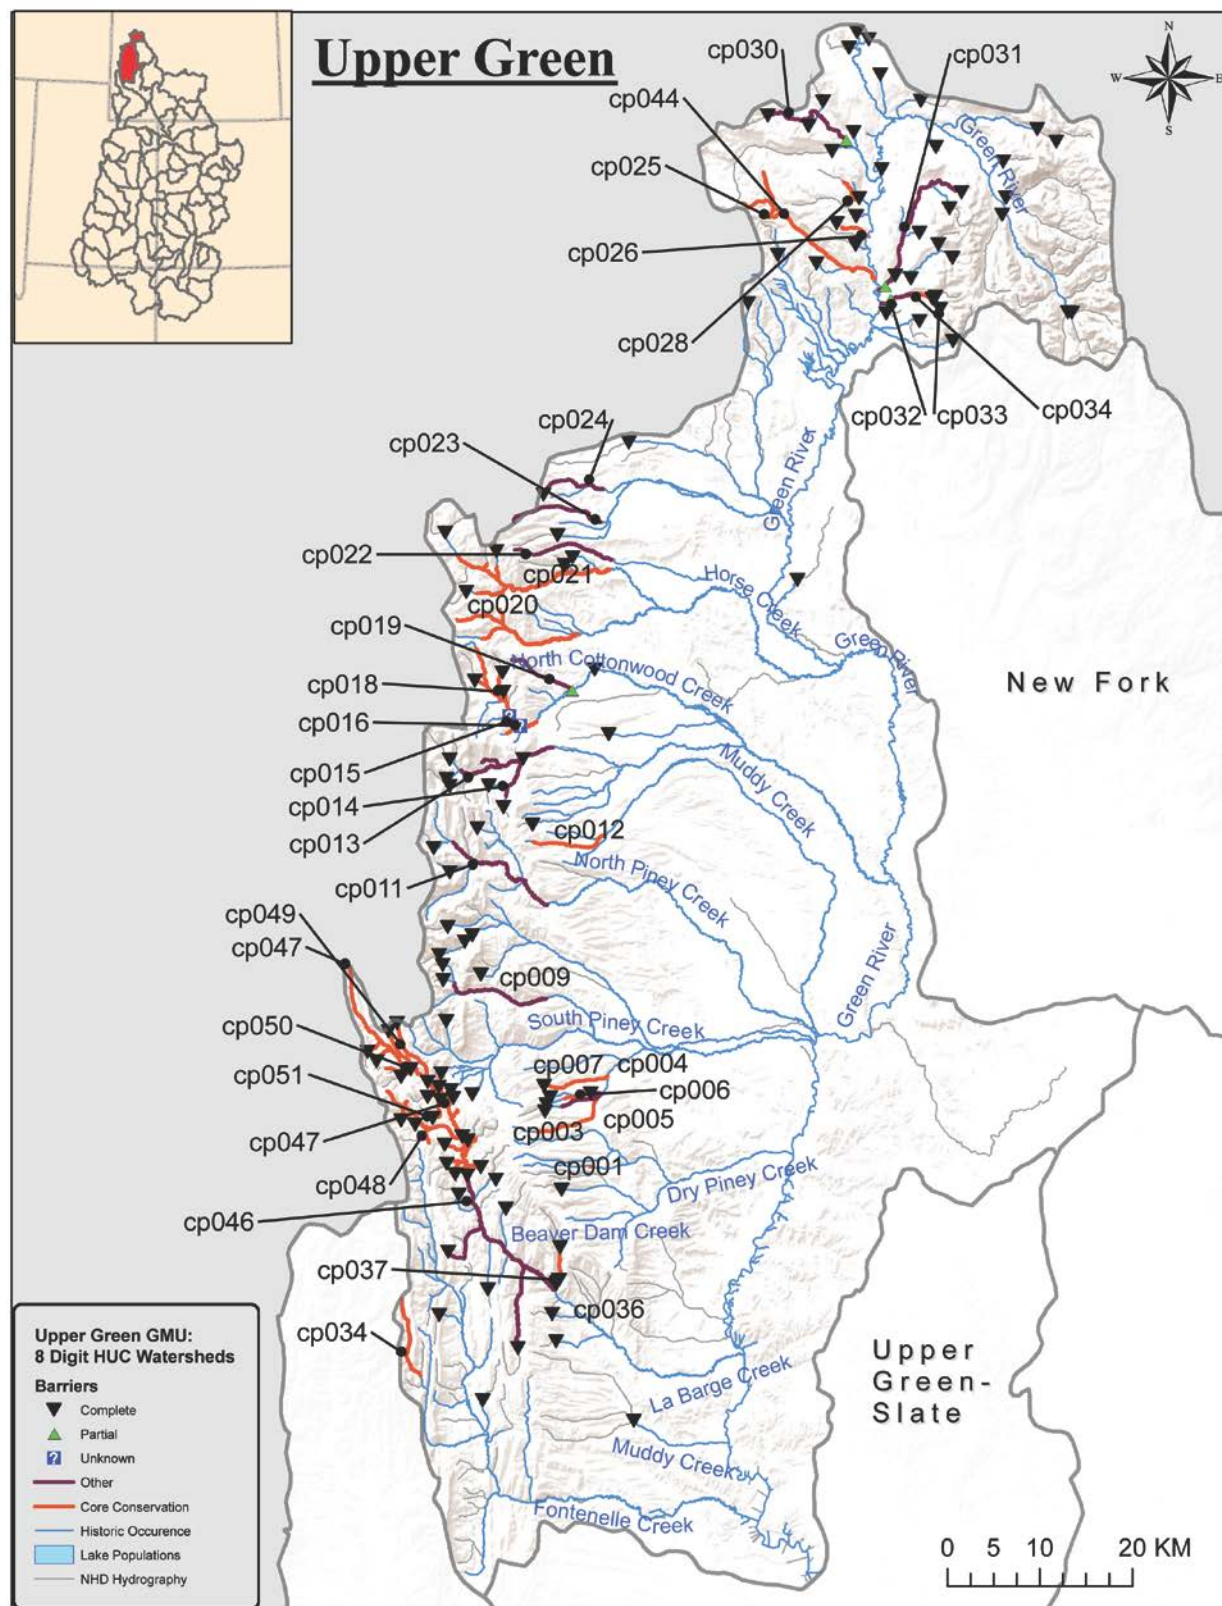 Upper Green
cp030
cp031
cp044
N
W
E
S
cp025
Green River
cp026
cp028
cp032
cp033
cp034
cp024
cp023
Green River
cp022
cp021
Horse Creek
cp020
cp019
Green River
North Cottonwood Creek
New Fork
cp018
cp016
cp015
Muddy Creek
cp014
cp013
cp012
North Piney Creek
cp011
cp049
cp047
Green River
cp009
cp050
South Piney Creek
cp051
cp007
cp004
cp006
cp047
cp003
cp005
cp048
cp001
Dry Piney Creek
cp046
Beaver Dam Creek
cp037
cp036
cp034
Upper
Green-
Slate
La Barge Creek
Muddy Creek
Fontenelle Creek
Upper Green GMU:
8 Digit HUC Watersheds
Barriers
Complete
Partial
?
Unknown
Other
Core Conservation
Historic Occurence
Lake Populations
NHD Hydrography
0 5 10 20 KM